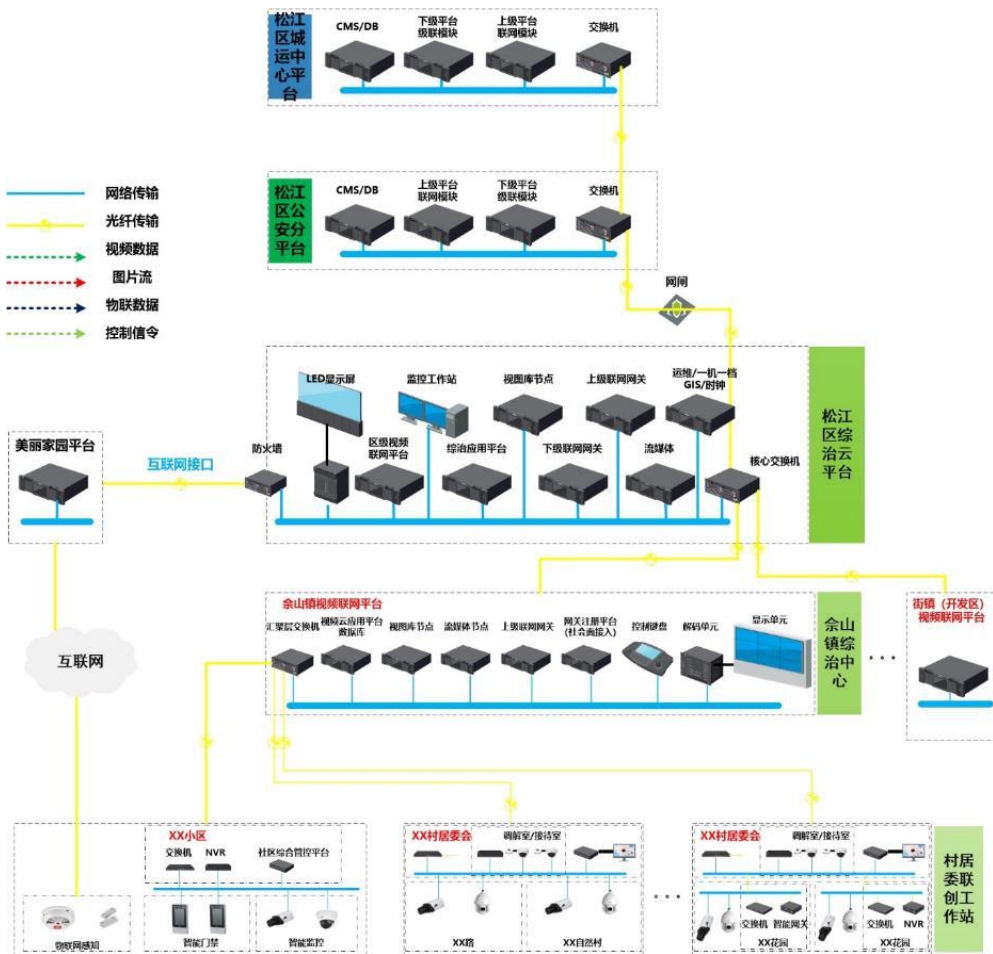 松江
区城
运中
心平
台
CMS/DB
下级平台
级联模块
上级平台
联网模块
交换机
网络传输
光纤传输
视频数据
图片流
物联数据
控制信令
松江
区公
安分
平台
CMS/DB
上级平台
联网模块
下级平台
级联模块
交换机
网闸
LED显示屏
监控工作站
视图库节点
上级联网网关
运维/一机一档
GIS/时钟
松江
区综
治云
平台
美丽家园平台
互联网接口
防火墙
区级视频
联网平台
综治应用平台
下级联网网关
流媒体
核心交换机
佘山镇视频联网平台
汇聚层交换机
视频云应用平台
数据库
视图库节点
流媒体节点
上级联网网关
网关注册平台
(社会面接入)
控制键盘
解码单元
显示单元
佘山
镇综
治中
心
...
街镇（开发区）
视频联网平台
互联网
XX小区
交换机
NVR
社区综合管控平台
物联网感知
智能门禁
智能监控
XX村居委会
调解室/接待室
XX路
XX自然村
...
XX村居委会
调解室/接待室
交换机
智能网关
XX花园
交换机
NVR
XX花园
村居
委联
创工
作站